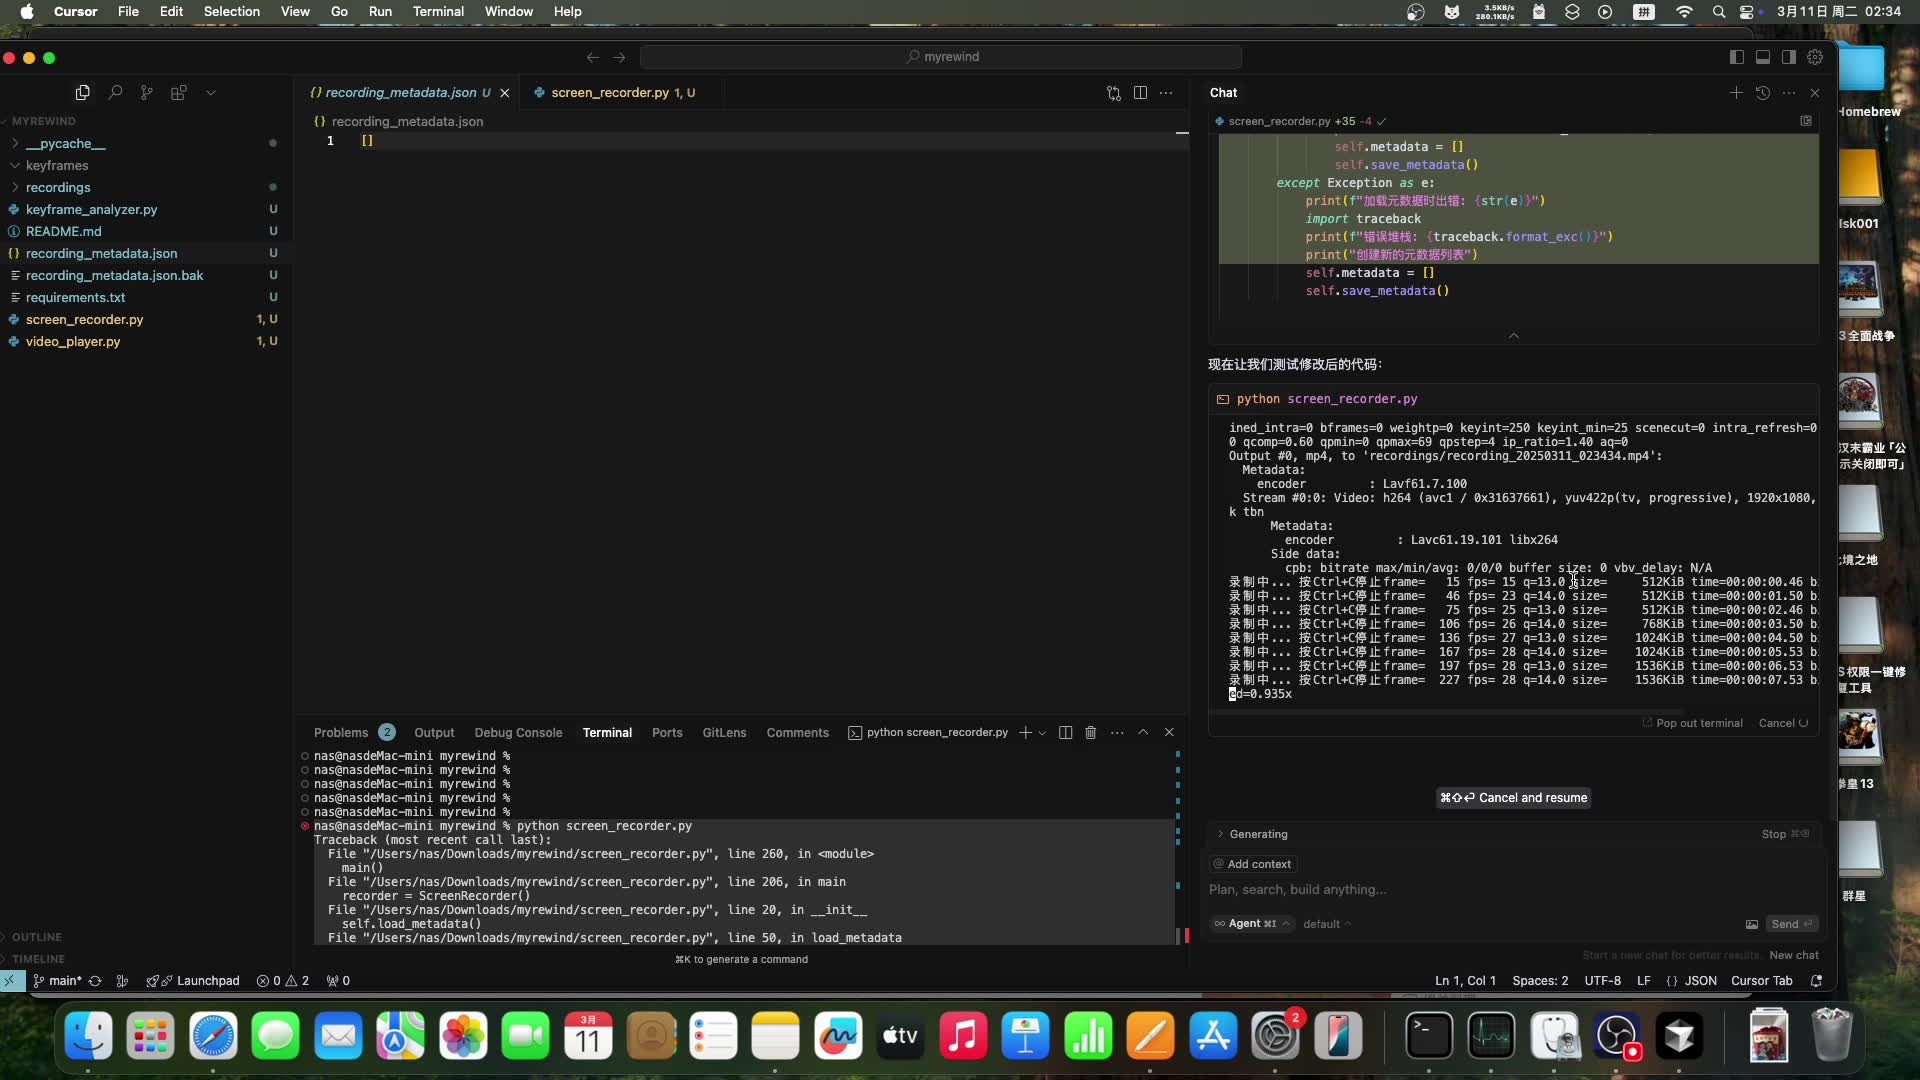 Cursor File Edit Selection View Go Run Terminal Window Help
3.5KB/s
280.1KB/s
拼
3月11日 周二 02:34
myrewind
MYREWIND
__pycache__
keyframes
recordings
keyframe_analyzer.py U
README.md U
recording_metadata.json U
recording_metadata.json.bak U
requirements.txt U
screen_recorder.py 1, U
video_player.py 1, U
OUTLINE
TIMELINE
{} recording_metadata.json U
screen_recorder.py 1, U
{} recording_metadata.json
1 []
Problems 2 Output Debug Console Terminal Ports GitLens Comments python screen_recorder.py
nas@nasdeMac-mini myrewind %
nas@nasdeMac-mini myrewind %
nas@nasdeMac-mini myrewind %
nas@nasdeMac-mini myrewind %
nas@nasdeMac-mini myrewind %
nas@nasdeMac-mini myrewind % python screen_recorder.py
Traceback (most recent call last):
File "/Users/nas/Downloads/myrewind/screen_recorder.py", line 260, in <module>
main()
File "/Users/nas/Downloads/myrewind/screen_recorder.py", line 206, in main
recorder = ScreenRecorder()
File "/Users/nas/Downloads/myrewind/screen_recorder.py", line 20, in __init__
self.load_metadata()
File "/Users/nas/Downloads/myrewind/screen_recorder.py", line 50, in load_metadata
⌘K to generate a command
Chat
screen_recorder.py +35 -4
self.metadata = []
self.save_metadata()
except Exception as e:
print(f"加载元数据时出错: {str(e)}")
import traceback
print(f"错误堆栈: {traceback.format_exc()}")
print("创建新的元数据列表")
self.metadata = []
self.save_metadata()
现在让我们测试修改后的代码:
python screen_recorder.py
ined_intra=0 bframes=0 weightp=0 keyint=250 keyint_min=25 scenecut=0 intra_refresh=0
0 qcomp=0.60 qpmin=0 qpmax=69 qpstep=4 ip_ratio=1.40 aq=0
Output #0, mp4, to 'recordings/recording_20250311_023434.mp4':
Metadata:
encoder : Lavf61.7.100
Stream #0:0: Video: h264 (avc1 / 0x31637661), yuv422p(tv, progressive), 1920x1080,
k tbn
Metadata:
encoder : Lavc61.19.101 libx264
Side data:
cpb: bitrate max/min/avg: 0/0/0 buffer size: 0 vbv_delay: N/A
录制中... 按Ctrl+C停止frame= 15 fps= 15 q=13.0 size= 512KiB time=00:00:00.46 bi
录制中... 按Ctrl+C停止frame= 46 fps= 23 q=14.0 size= 512KiB time=00:00:01.50 bi
录制中... 按Ctrl+C停止frame= 75 fps= 25 q=13.0 size= 512KiB time=00:00:02.46 bi
录制中... 按Ctrl+C停止frame= 106 fps= 26 q=14.0 size= 768KiB time=00:00:03.50 bi
录制中... 按Ctrl+C停止frame= 136 fps= 27 q=13.0 size= 1024KiB time=00:00:04.50 bi
录制中... 按Ctrl+C停止frame= 167 fps= 28 q=14.0 size= 1024KiB time=00:00:05.53 bi
录制中... 按Ctrl+C停止frame= 197 fps= 28 q=13.0 size= 1536KiB time=00:00:06.53 bi
录制中... 按Ctrl+C停止frame= 227 fps= 28 q=14.0 size= 1536KiB time=00:00:07.53 bi
ed=0.935x
Pop out terminal Cancel
⌘⇧⏎ Cancel and resume
Generating Stop ⌘⌫
@ Add context
Plan, search, build anything...
∞ Agent ⌘I default Send ⏎
Start a new chat for better results. New chat
main* Launchpad 0 2 0
Ln 1, Col 1 Spaces: 2 UTF-8 LF {} JSON Cursor Tab
Homebrew
isk001
3 全面战争
汉末霸业「公
示关闭即可」
境之地
S 权限一键修
复工具
拳皇13
群星
3月
11
tv
2